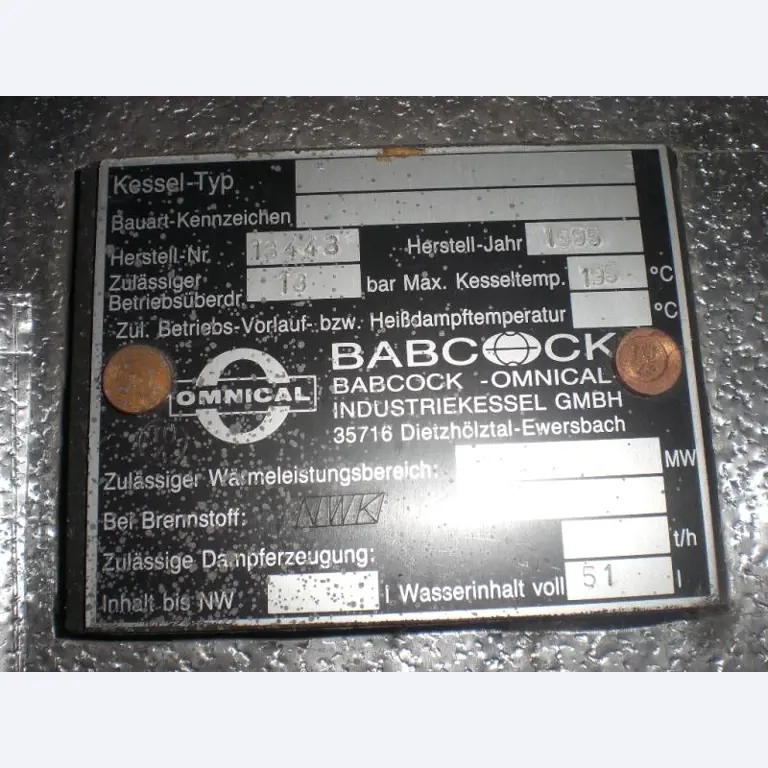 Kessel-Typ
Bauart-Kennzeichen
Herstell-Nr. 13443 Herstell-Jahr 1995
Zulässiger
Betriebsüberdr. 13 bar Max. Kesseltemp. 195 °C
Zul. Betriebs-Vorlauf- bzw. Heißdampftemperatur °C
OMNICAL
BABCOCK
BABCOCK -OMNICAL
INDUSTRIEKESSEL GMBH
35716 Dietzhölztal-Ewersbach
Zulässiger Wärmeleistungsbereich: MW
Bei Brennstoff: NWK
Zulässige Dampferzeugung: t/h
Inhalt bis NW l Wasserinhalt voll 51 l